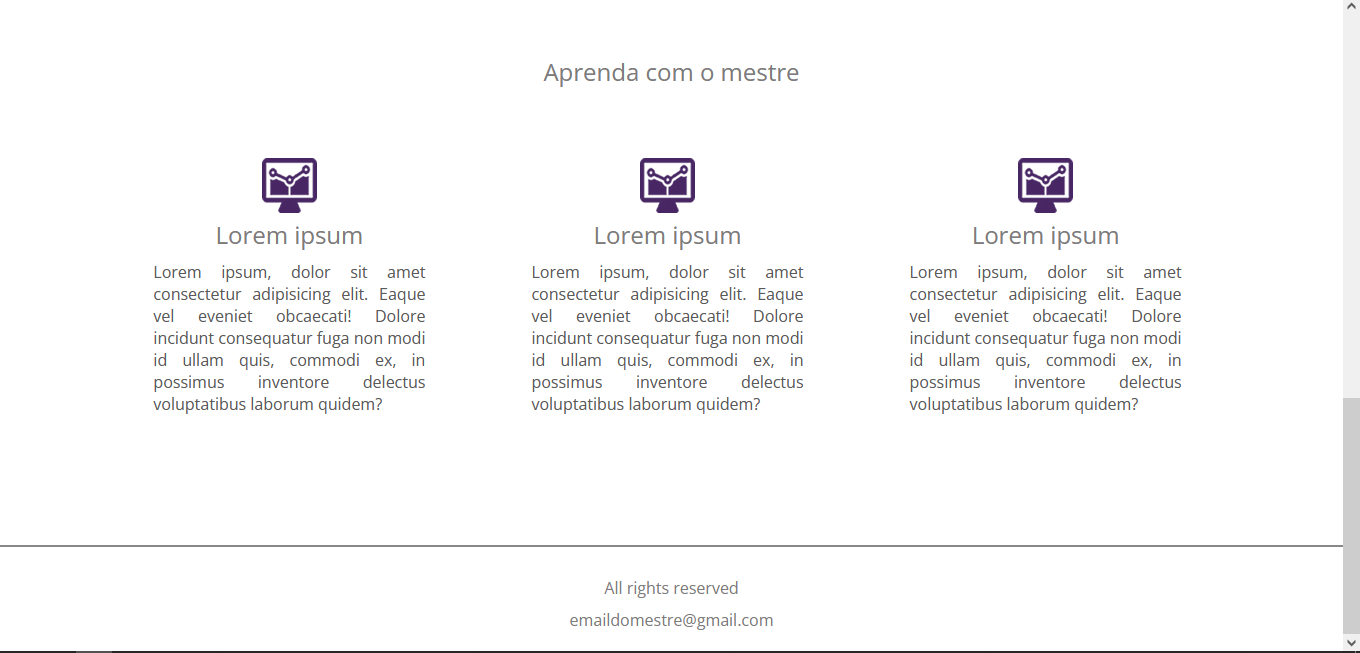 Aprenda com o mestre
Lorem ipsum
Lorem ipsum, dolor sit amet
consectetur adipisicing elit. Eaque
vel eveniet obcaecati! Dolore
incidunt consequatur fuga non modi
id ullam quis, commodi ex, in
possimus inventore delectus
voluptatibus laborum quidem?
Lorem ipsum
Lorem ipsum, dolor sit amet
consectetur adipisicing elit. Eaque
vel eveniet obcaecati! Dolore
incidunt consequatur fuga non modi
id ullam quis, commodi ex, in
possimus inventore delectus
voluptatibus laborum quidem?
Lorem ipsum
Lorem ipsum, dolor sit amet
consectetur adipisicing elit. Eaque
vel eveniet obcaecati! Dolore
incidunt consequatur fuga non modi
id ullam quis, commodi ex, in
possimus inventore delectus
voluptatibus laborum quidem?
All rights reserved
emaildomestre@gmail.com